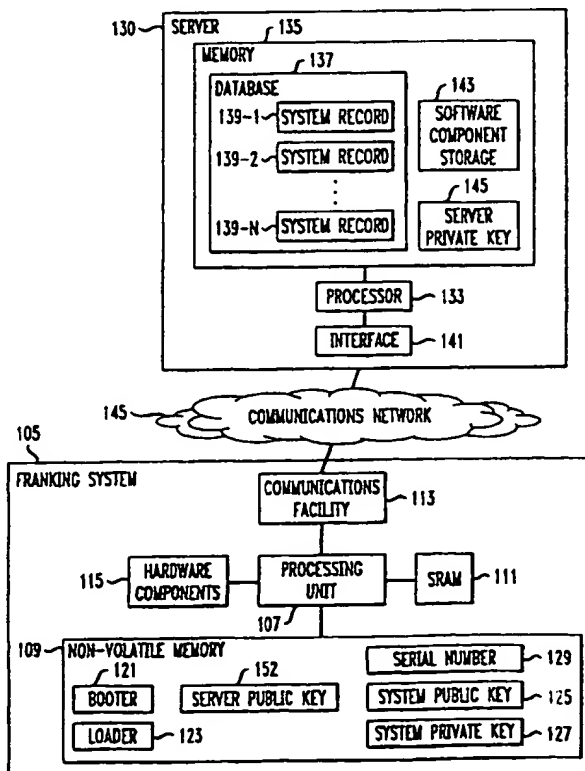 130 SERVER
135
MEMORY
137
DATABASE
139-1 SYSTEM RECORD
139-2 SYSTEM RECORD
139-N SYSTEM RECORD
143
SOFTWARE
COMPONENT
STORAGE
145
SERVER
PRIVATE KEY
PROCESSOR 133
INTERFACE 141
145 COMMUNICATIONS NETWORK
105
FRANKING SYSTEM
COMMUNICATIONS
FACILITY 113
115 HARDWARE
COMPONENTS
PROCESSING
UNIT
107
SRAM 111
109 NON-VOLATILE MEMORY
121
BOOTER
LOADER 123
152
SERVER PUBLIC KEY
SERIAL NUMBER 129
SYSTEM PUBLIC KEY 125
SYSTEM PRIVATE KEY 127